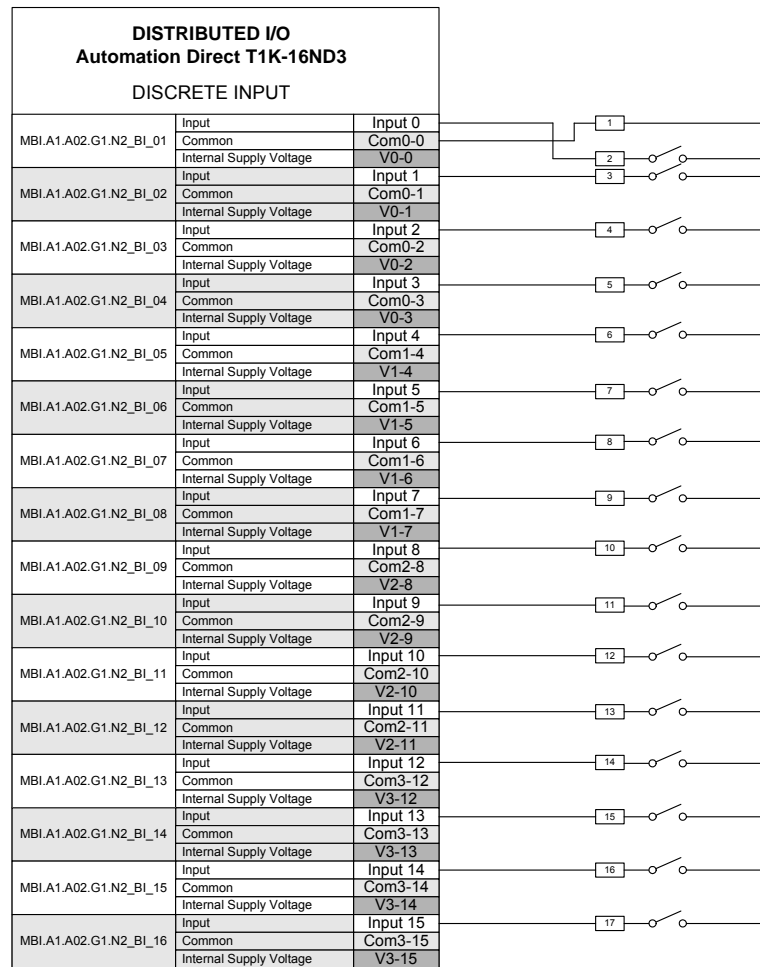 DISTRIBUTED I/O
Automation Direct T1K-16ND3
DISCRETE INPUT
MBI.A1.A02.G1.N2_BI_01
Input Input 0
Common Com0-0
Internal Supply Voltage V0-0
1
2
MBI.A1.A02.G1.N2_BI_02
Input Input 1
Common Com0-1
Internal Supply Voltage V0-1
3
MBI.A1.A02.G1.N2_BI_03
Input Input 2
Common Com0-2
Internal Supply Voltage V0-2
4
MBI.A1.A02.G1.N2_BI_04
Input Input 3
Common Com0-3
Internal Supply Voltage V0-3
5
MBI.A1.A02.G1.N2_BI_05
Input Input 4
Common Com1-4
Internal Supply Voltage V1-4
6
MBI.A1.A02.G1.N2_BI_06
Input Input 5
Common Com1-5
Internal Supply Voltage V1-5
7
MBI.A1.A02.G1.N2_BI_07
Input Input 6
Common Com1-6
Internal Supply Voltage V1-6
8
MBI.A1.A02.G1.N2_BI_08
Input Input 7
Common Com1-7
Internal Supply Voltage V1-7
9
MBI.A1.A02.G1.N2_BI_09
Input Input 8
Common Com2-8
Internal Supply Voltage V2-8
10
MBI.A1.A02.G1.N2_BI_10
Input Input 9
Common Com2-9
Internal Supply Voltage V2-9
11
MBI.A1.A02.G1.N2_BI_11
Input Input 10
Common Com2-10
Internal Supply Voltage V2-10
12
MBI.A1.A02.G1.N2_BI_12
Input Input 11
Common Com2-11
Internal Supply Voltage V2-11
13
MBI.A1.A02.G1.N2_BI_13
Input Input 12
Common Com3-12
Internal Supply Voltage V3-12
14
MBI.A1.A02.G1.N2_BI_14
Input Input 13
Common Com3-13
Internal Supply Voltage V3-13
15
MBI.A1.A02.G1.N2_BI_15
Input Input 14
Common Com3-14
Internal Supply Voltage V3-14
16
MBI.A1.A02.G1.N2_BI_16
Input Input 15
Common Com3-15
Internal Supply Voltage V3-15
17